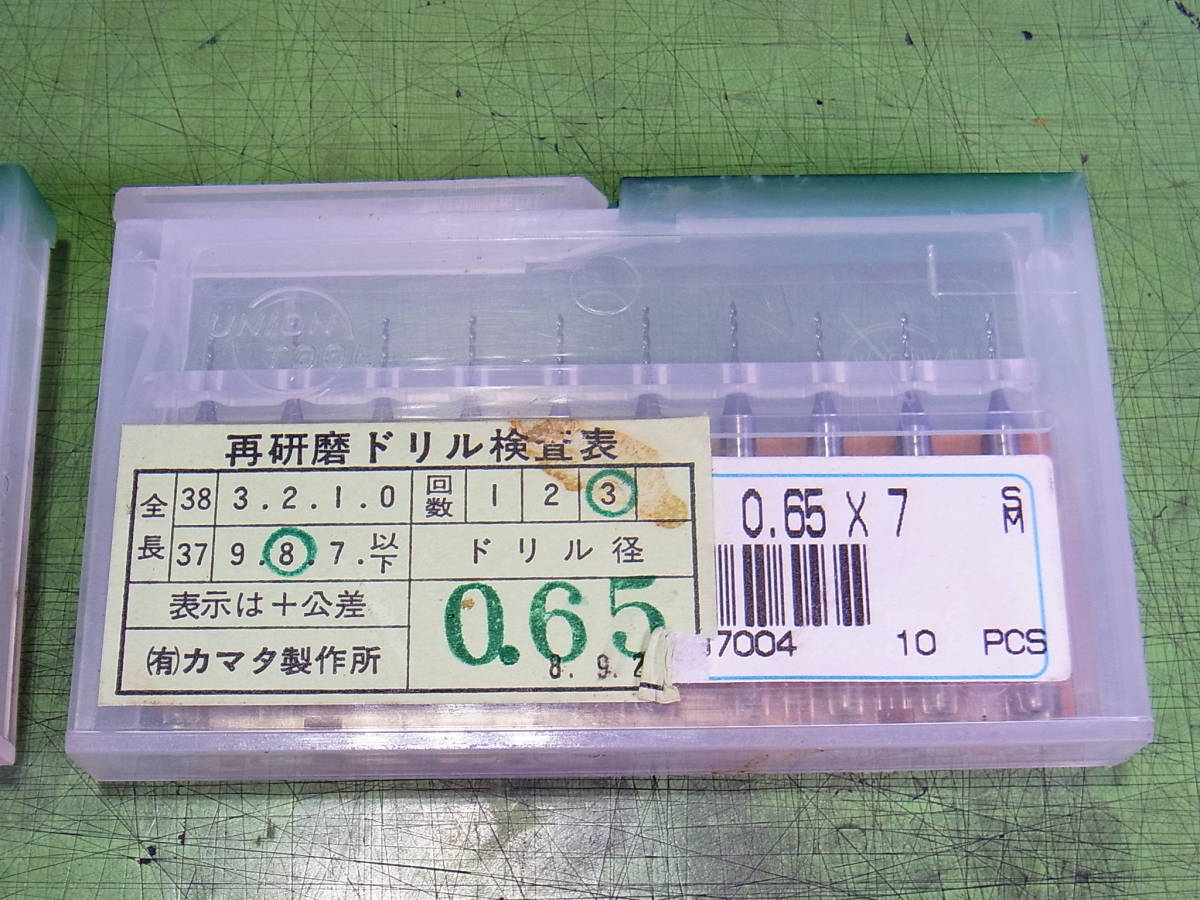 UNION
TOOL
再研磨ドリル検査表
全長 38 3.2.1.0 回数 1 2 3
37 9.8.7.以下 ドリル径
表示は+公差 0.65
㈲カマタ製作所 8.9.2
0.65 X 7 SM
7004 10 PCS